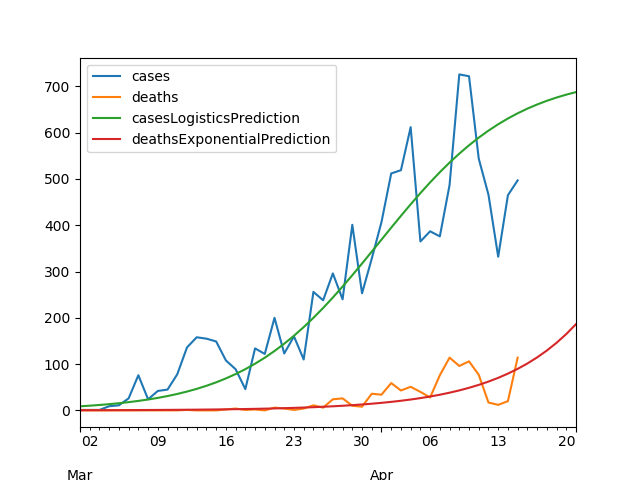 cases
deaths
casesLogisticsPrediction
deathsExponentialPrediction
700
600
500
400
300
200
100
0
02 09 16 23 30 06 13 20
Mar Apr